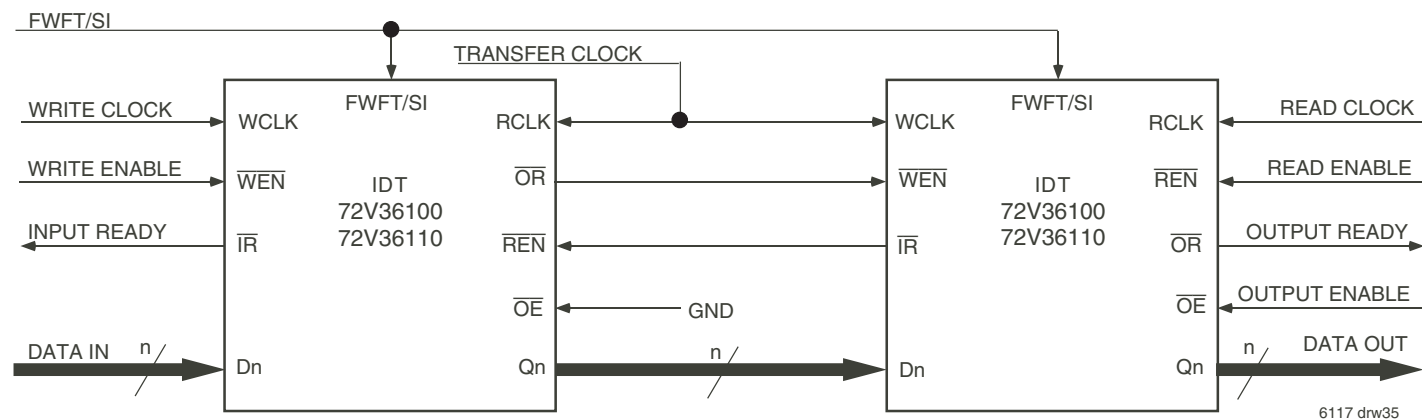 FWFT/SI
TRANSFER CLOCK
FWFT/SI
FWFT/SI
WRITE CLOCK
WCLK
RCLK
WCLK
RCLK
READ CLOCK
WRITE ENABLE
WEN
OR
WEN
REN
READ ENABLE
IDT
72V36100
72V36110
IDT
72V36100
72V36110
INPUT READY
IR
REN
IR
OR
OUTPUT READY
OE
GND
OE
OUTPUT ENABLE
DATA IN
n
Dn
Qn
n
Dn
Qn
n
DATA OUT
6117 drw35